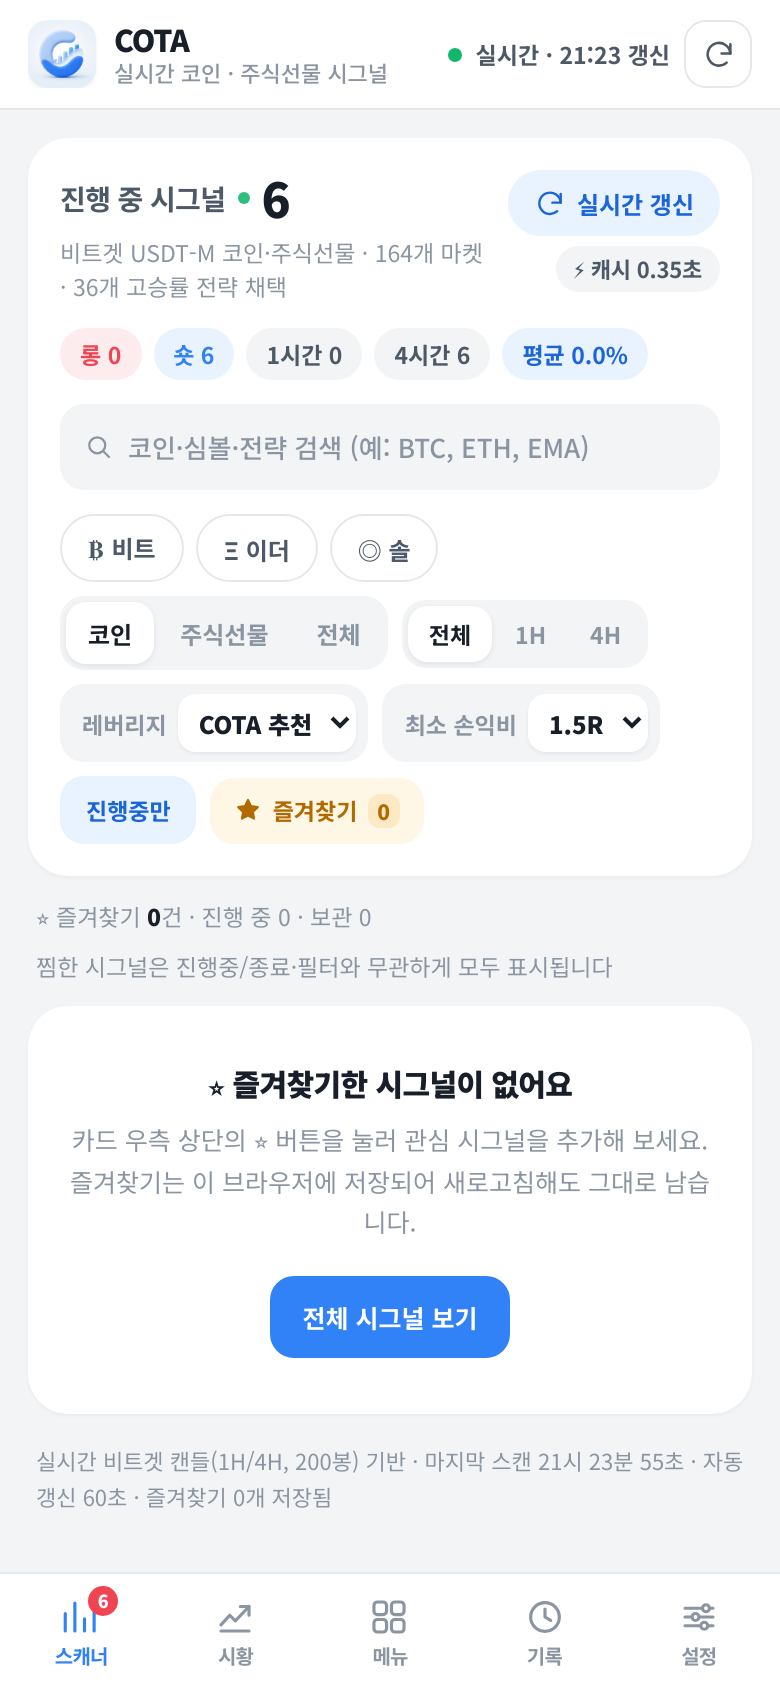 COTA
실시간 코인 · 주식선물 시그널
실시간 · 21:23 갱신
진행 중 시그널 6
실시간 갱신
비트겟 USDT-M 코인·주식선물 · 164개 마켓
· 36개 고승률 전략 채택
⚡ 캐시 0.35초
롱 0 숏 6 1시간 0 4시간 6 평균 0.0%
코인·심볼·전략 검색 (예: BTC, ETH, EMA)
₿ 비트 Ξ 이더 ◎ 솔
코인 주식선물 전체 전체 1H 4H
레버리지 COTA 추천 최소 손익비 1.5R
진행중만 ★ 즐겨찾기 0
☆ 즐겨찾기 0건 · 진행 중 0 · 보관 0
찜한 시그널은 진행중/종료·필터와 무관하게 모두 표시됩니다
☆ 즐겨찾기한 시그널이 없어요
카드 우측 상단의 ☆ 버튼을 눌러 관심 시그널을 추가해 보세요.
즐겨찾기는 이 브라우저에 저장되어 새로고침해도 그대로 남습
니다.
전체 시그널 보기
실시간 비트겟 캔들(1H/4H, 200봉) 기반 · 마지막 스캔 21시 23분 55초 · 자동
갱신 60초 · 즐겨찾기 0개 저장됨
6
스캐너 시황 메뉴 기록 설정